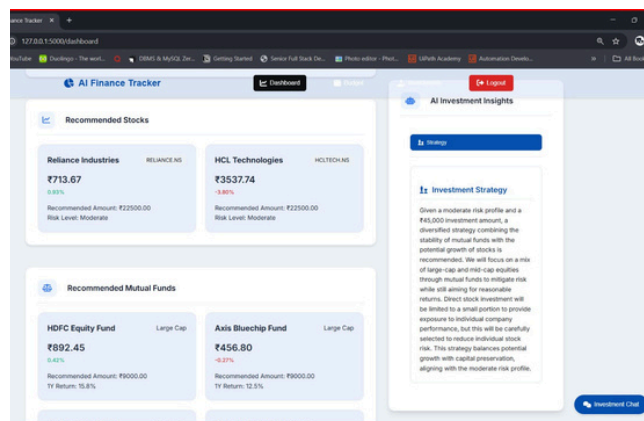 ance Tracker
127.0.0.1:5000/dashboard
YouTube
Duolingo - The worl...
DBMS & MySQL Zer...
Getting Started
Senior Full Stack De...
Photo editor - Phot...
UiPath Academy
Automation Develo...
All Boo
AI Finance Tracker
Dashboard
Budget
Logout
Recommended Stocks
Reliance Industries
RELIANCE.NS
₹713.67
0.93%
Recommended Amount: ₹22500.00
Risk Level: Moderate
HCL Technologies
HCLTECH.NS
₹3537.74
-3.80%
Recommended Amount: ₹22500.00
Risk Level: Moderate
Recommended Mutual Funds
HDFC Equity Fund
Large Cap
₹892.45
0.42%
Recommended Amount: ₹9000.00
1Y Return: 15.8%
Axis Bluechip Fund
Large Cap
₹456.80
-0.27%
Recommended Amount: ₹9000.00
1Y Return: 12.5%
AI Investment Insights
Strategy
Investment Strategy
Given a moderate risk profile and a
₹45,000 investment amount, a
diversified strategy combining the
stability of mutual funds with the
potential growth of stocks is
recommended. We will focus on a mix
of large-cap and mid-cap equities
through mutual funds to mitigate risk
while still aiming for reasonable
returns. Direct stock investment will
be limited to a small portion to provide
exposure to individual company
performance, but this will be carefully
selected to reduce individual stock
risk. This strategy balances potential
growth with capital preservation,
aligning with the moderate risk profile.
Investment Chat